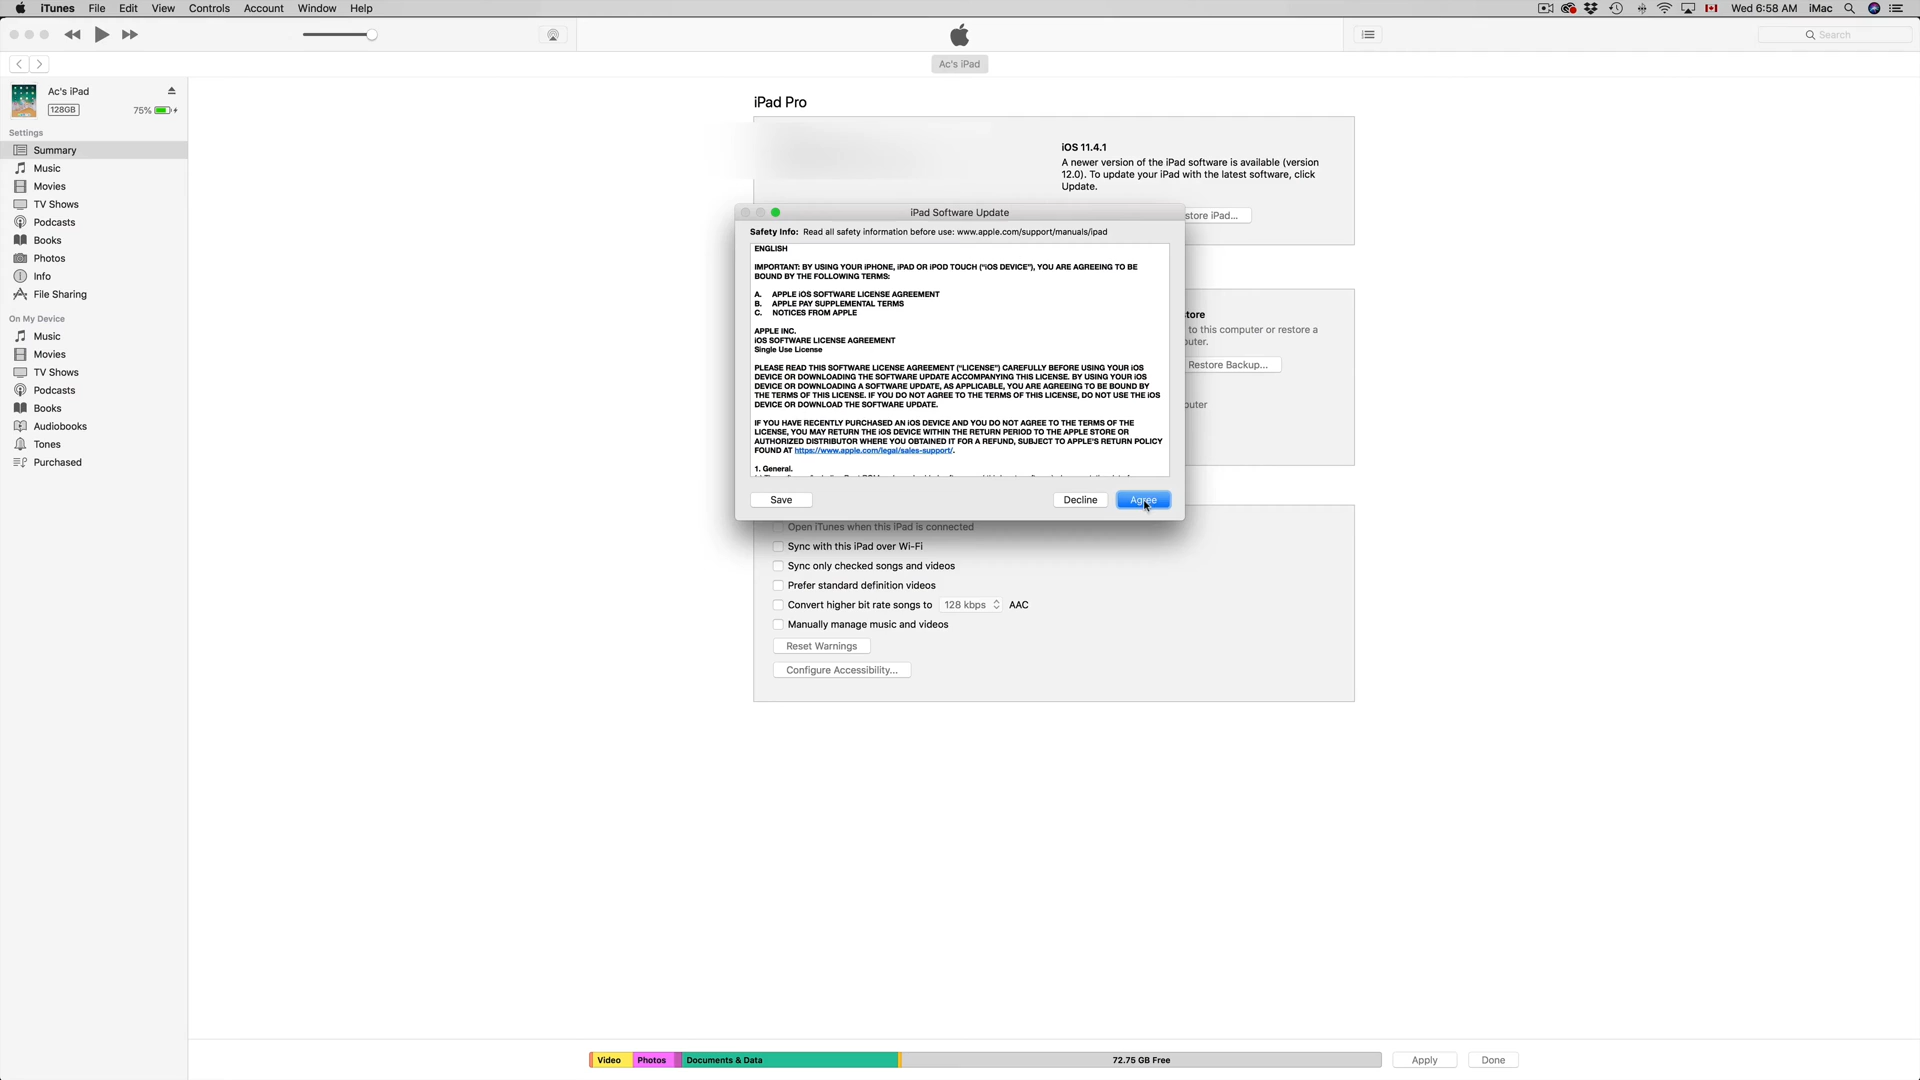 iTunes File Edit View Controls Account Window Help Wed 6:58 AM iMac
Search
Ac's iPad
Ac's iPad
128GB 75%
Settings
Summary
Music
Movies
TV Shows
Podcasts
Books
Photos
Info
File Sharing
On My Device
Music
Movies
TV Shows
Podcasts
Books
Audiobooks
Tones
Purchased
iPad Pro
iOS 11.4.1
A newer version of the iPad software is available (version
12.0). To update your iPad with the latest software, click
Update.
store iPad...
iPad Software Update
Safety Info: Read all safety information before use: www.apple.com/support/manuals/ipad
ENGLISH
IMPORTANT: BY USING YOUR iPHONE, iPAD OR iPOD TOUCH (“iOS DEVICE”), YOU ARE AGREEING TO BE
BOUND BY THE FOLLOWING TERMS:
A. APPLE iOS SOFTWARE LICENSE AGREEMENT
B. APPLE PAY SUPPLEMENTAL TERMS
C. NOTICES FROM APPLE
APPLE INC.
iOS SOFTWARE LICENSE AGREEMENT
Single Use License
PLEASE READ THIS SOFTWARE LICENSE AGREEMENT (“LICENSE”) CAREFULLY BEFORE USING YOUR iOS
DEVICE OR DOWNLOADING THE SOFTWARE UPDATE ACCOMPANYING THIS LICENSE. BY USING YOUR iOS
DEVICE OR DOWNLOADING A SOFTWARE UPDATE, AS APPLICABLE, YOU ARE AGREEING TO BE BOUND BY
THE TERMS OF THIS LICENSE. IF YOU DO NOT AGREE TO THE TERMS OF THIS LICENSE, DO NOT USE THE iOS
DEVICE OR DOWNLOAD THE SOFTWARE UPDATE.
IF YOU HAVE RECENTLY PURCHASED AN iOS DEVICE AND YOU DO NOT AGREE TO THE TERMS OF THE
LICENSE, YOU MAY RETURN THE iOS DEVICE WITHIN THE RETURN PERIOD TO THE APPLE STORE OR
AUTHORIZED DISTRIBUTOR WHERE YOU OBTAINED IT FOR A REFUND, SUBJECT TO APPLE’S RETURN POLICY
FOUND AT https://www.apple.com/legal/sales-support/.
1. General.
Save Decline Agree
tore
to this computer or restore a
uter.
Restore Backup...
outer
Open iTunes when this iPad is connected
Sync with this iPad over Wi-Fi
Sync only checked songs and videos
Prefer standard definition videos
Convert higher bit rate songs to 128 kbps AAC
Manually manage music and videos
Reset Warnings
Configure Accessibility...
Video Photos Documents & Data 72.75 GB Free Apply Done